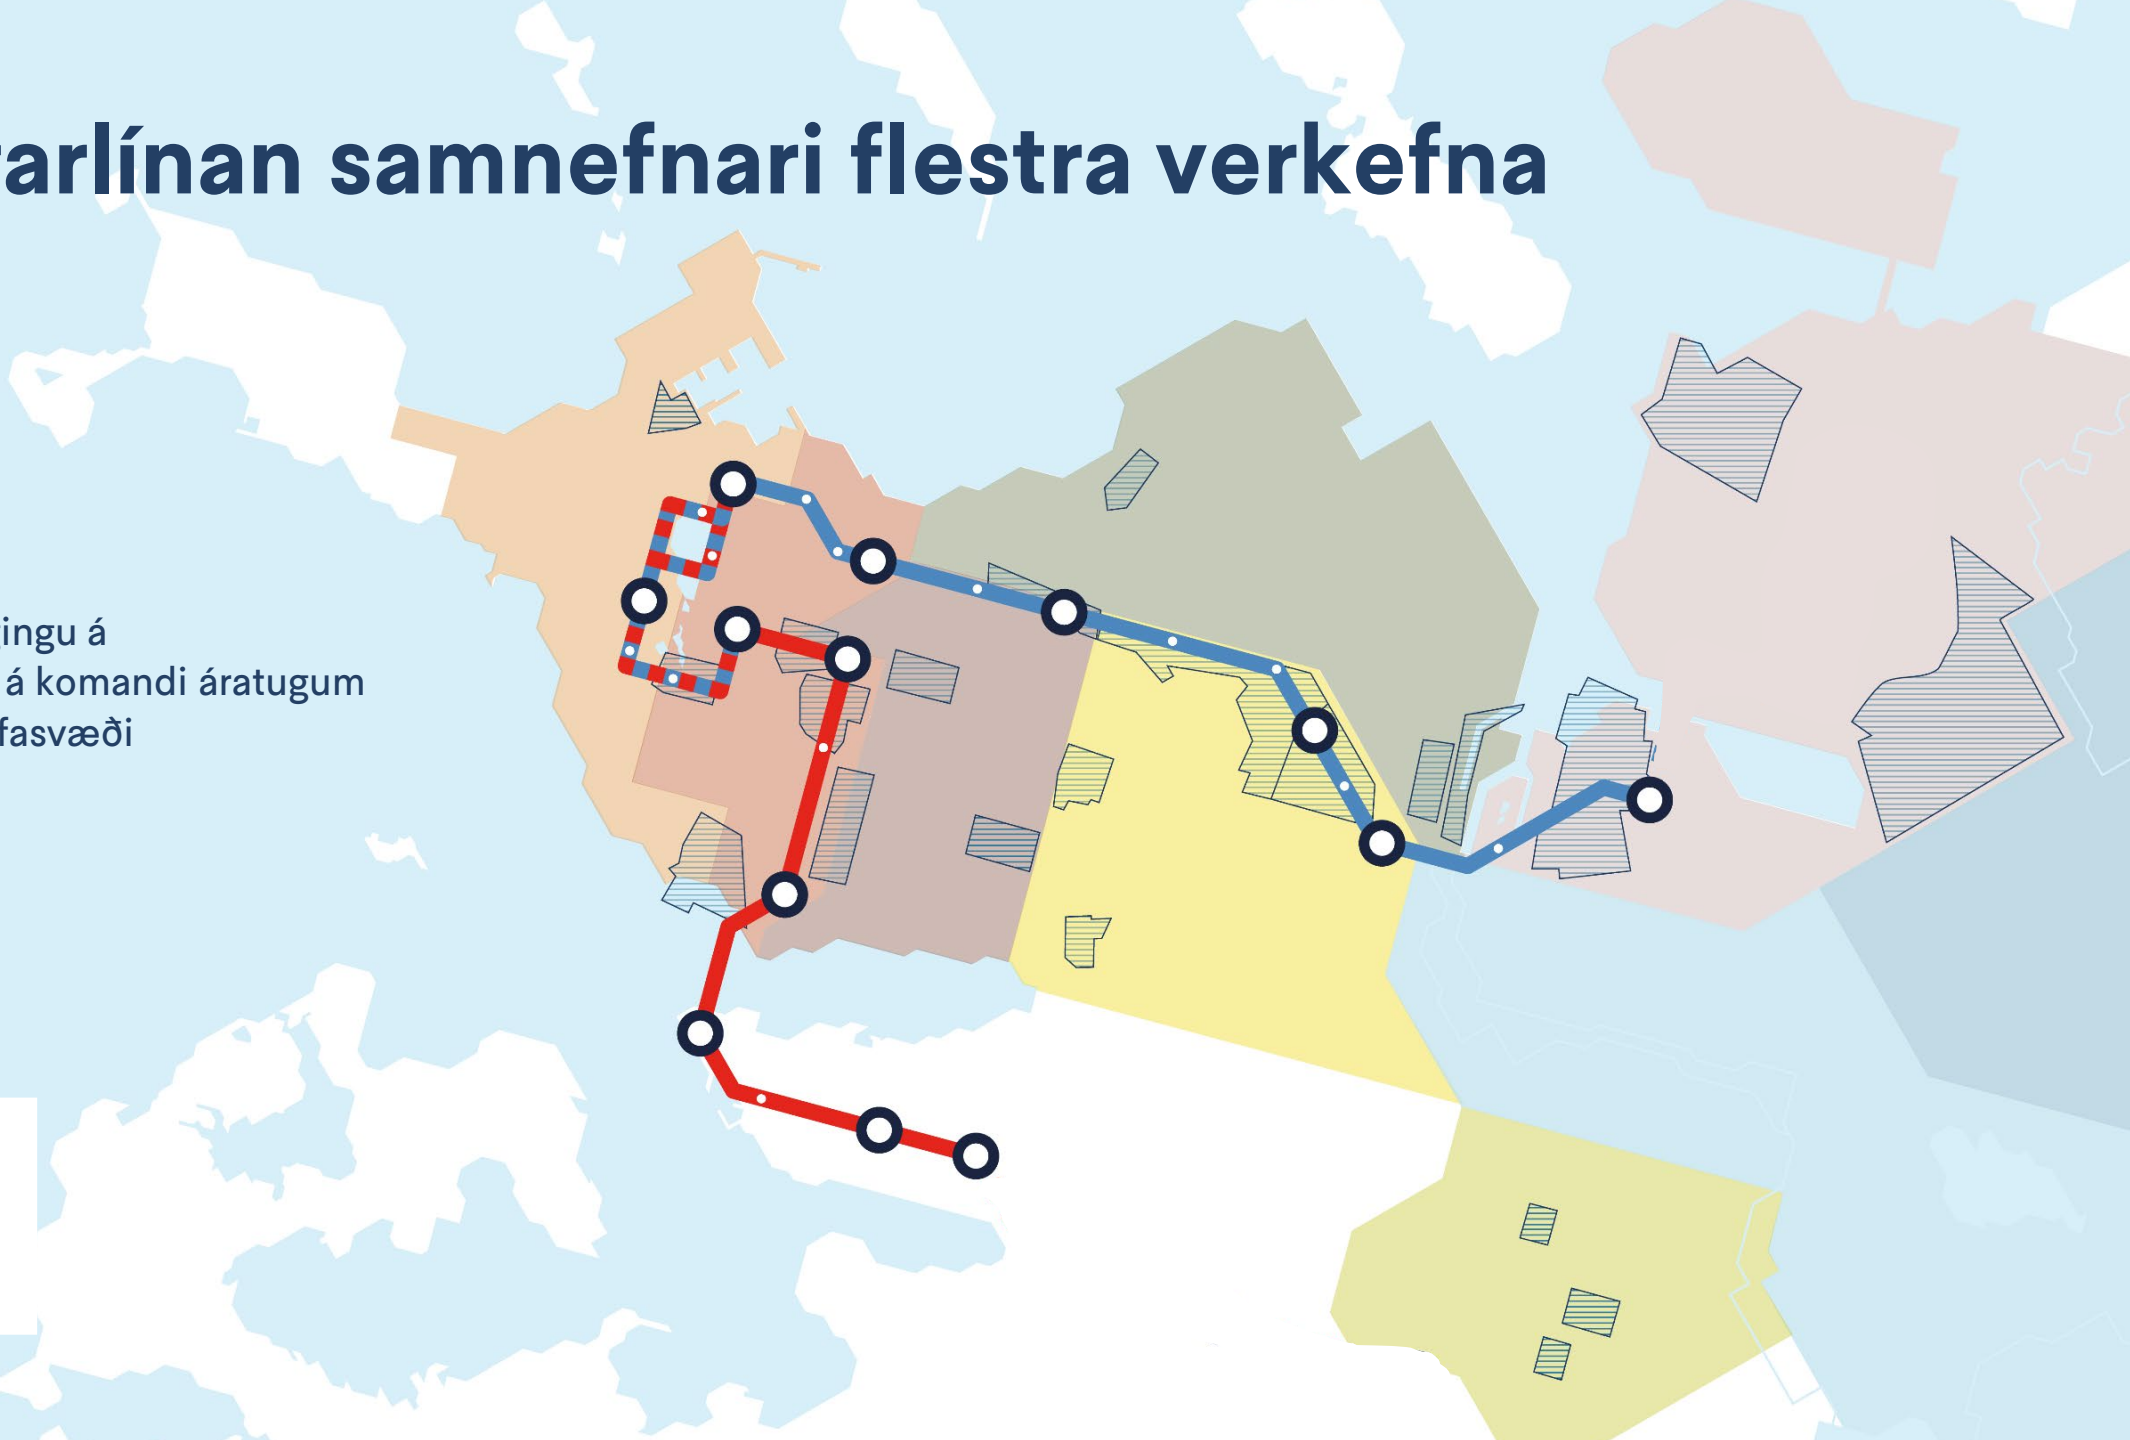 arlínan samnefnari flestra verkefna
ingu á
á komandi áratugum
fasvæði